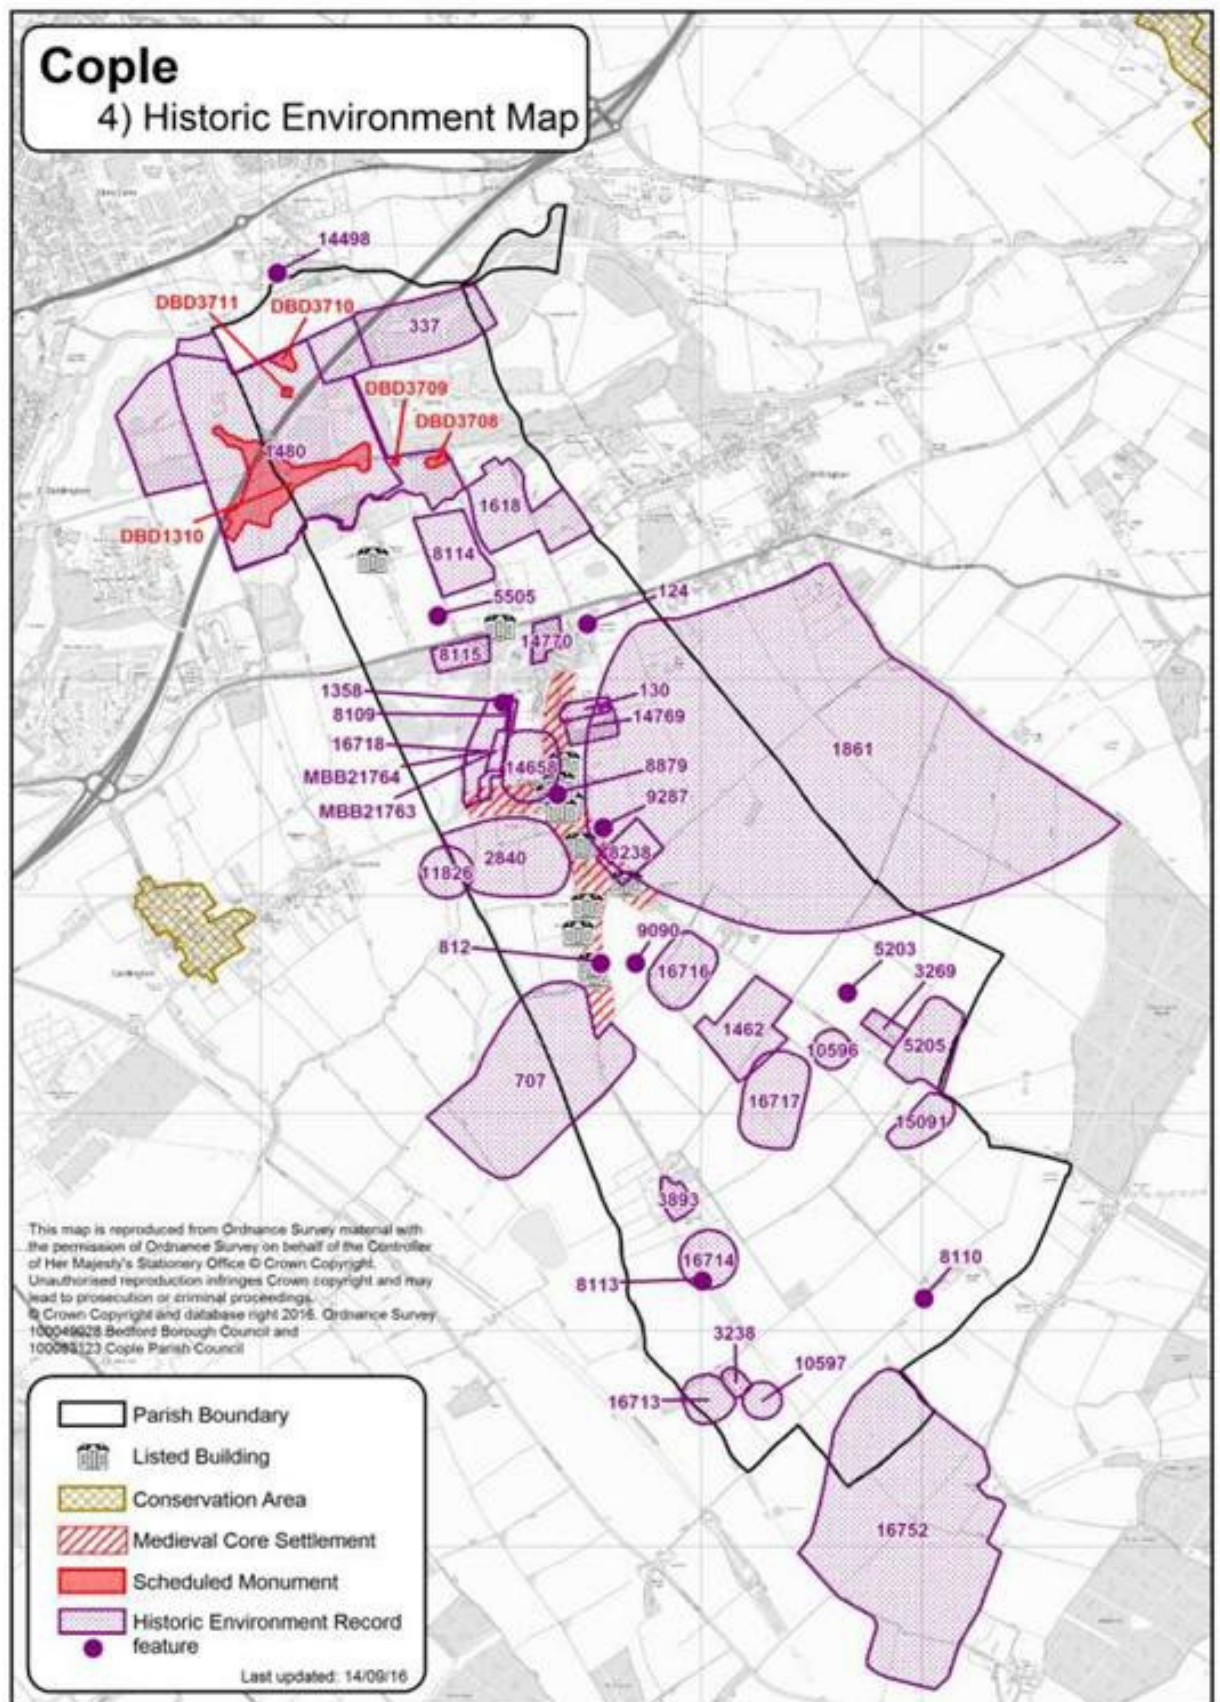 Cople
4) Historic Environment Map
14498
DBD3711
DBD3710
337
DBD3709
DBD3708
1480
1618
DBD1310
8114
5505
124
14770
8115
1358
130
8109
14769
16718
1861
14658
8879
MBB21764
9287
MBB21763
8238
2840
11826
9090
812
5203
16716
3269
1462
5205
10596
707
16717
15091
Cardington
3893
16714
8110
8113
3238
10597
16713
16752
This map is reproduced from Ordnance Survey material with
the permission of Ordnance Survey on behalf of the Controller
of Her Majesty's Stationery Office © Crown Copyright.
Unauthorised reproduction infringes Crown copyright and may
lead to prosecution or criminal proceedings.
© Crown Copyright and database right 2016. Ordnance Survey
100049028 Bedford Borough Council and
Cople Parish Council
Parish Boundary
Listed Building
Conservation Area
Medieval Core Settlement
Scheduled Monument
Historic Environment Record
feature
Last updated: 14/09/16